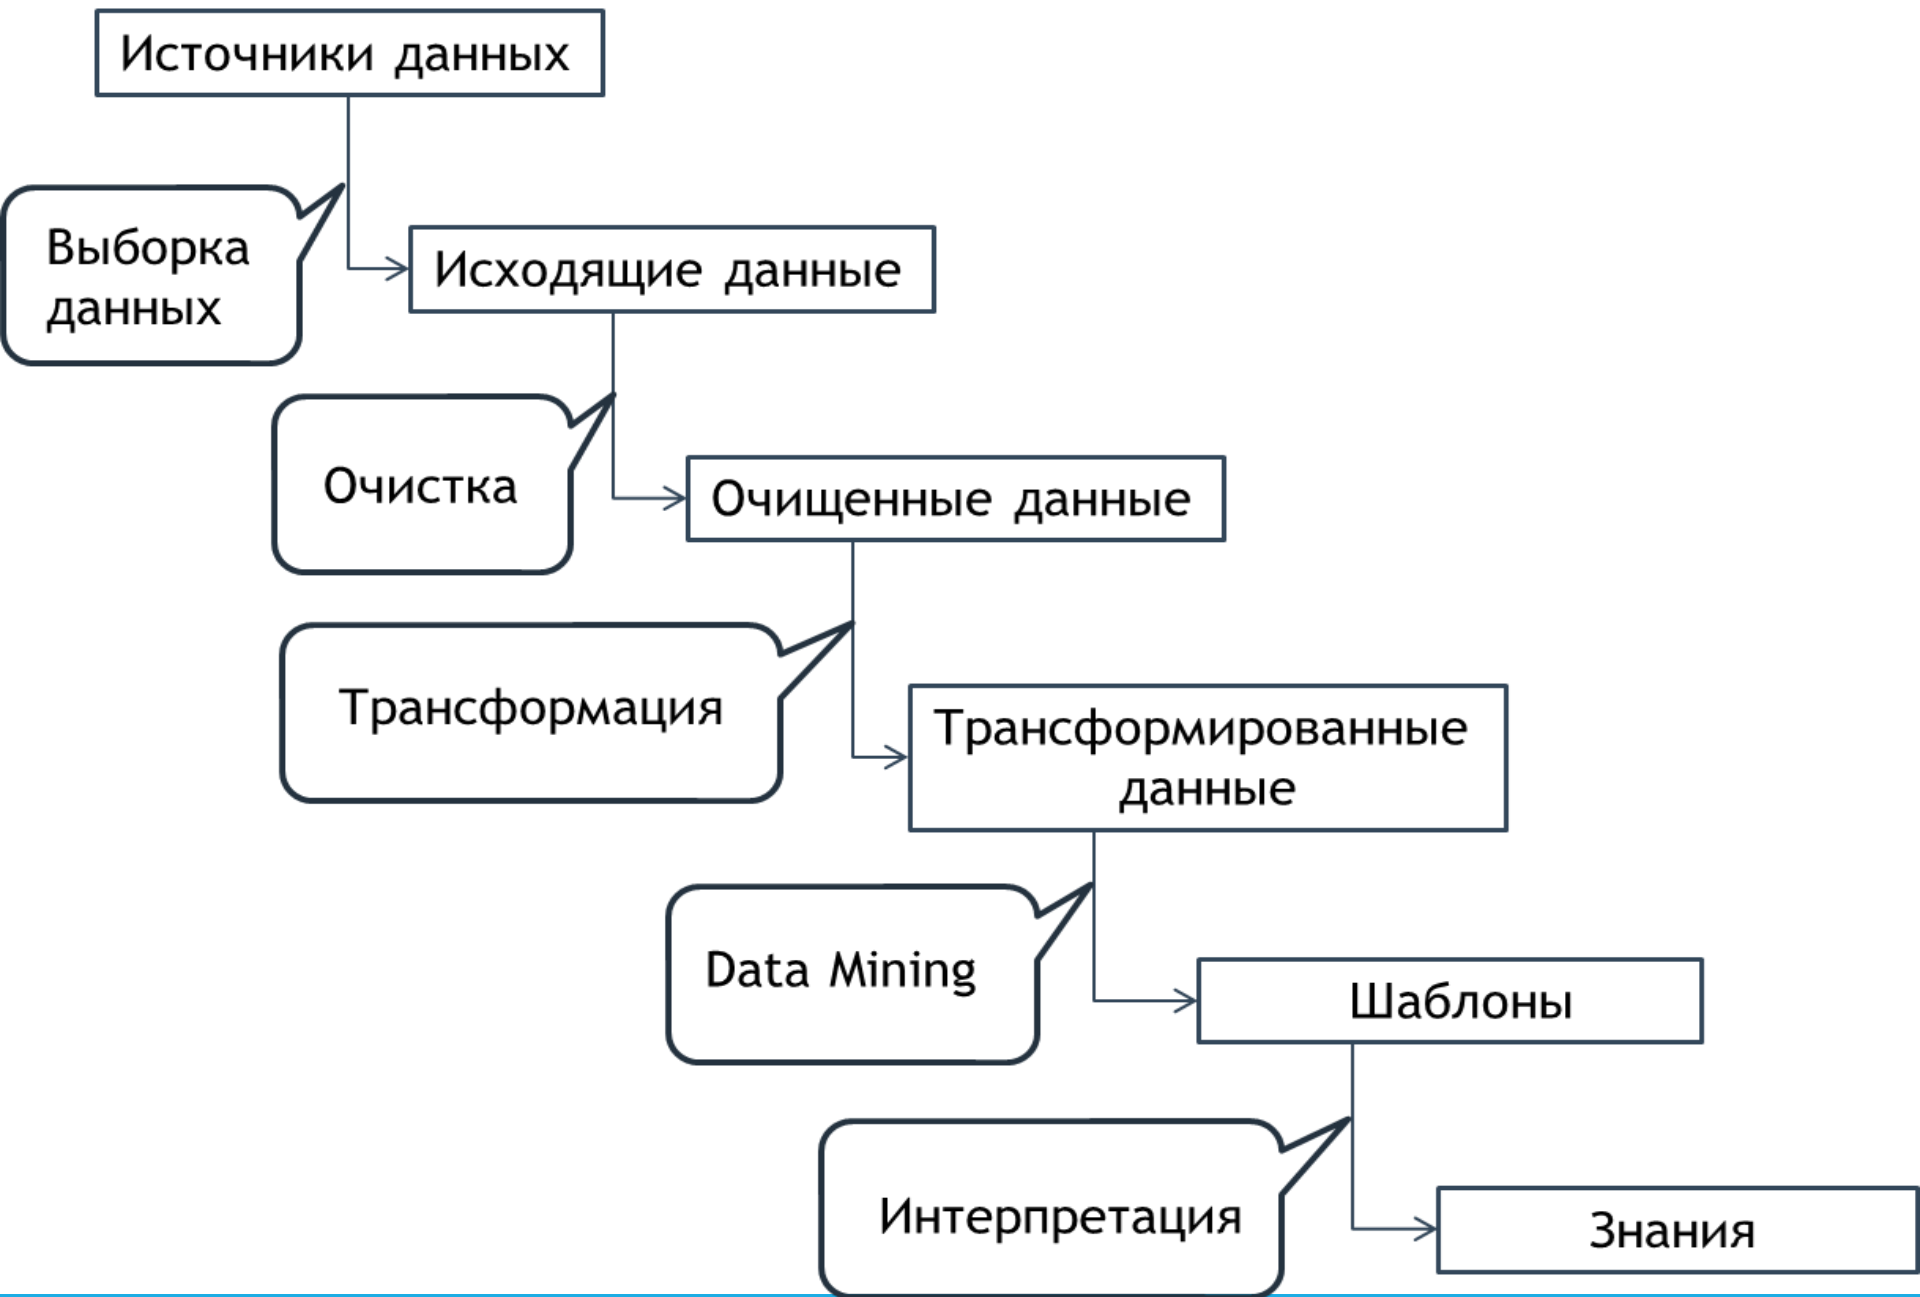 Источники данных
Выборка
данных
Исходящие данные
Очистка
Очищенные данные
Трансформация
Трансформированные
данные
Data Mining
Шаблоны
Интерпретация
Знания